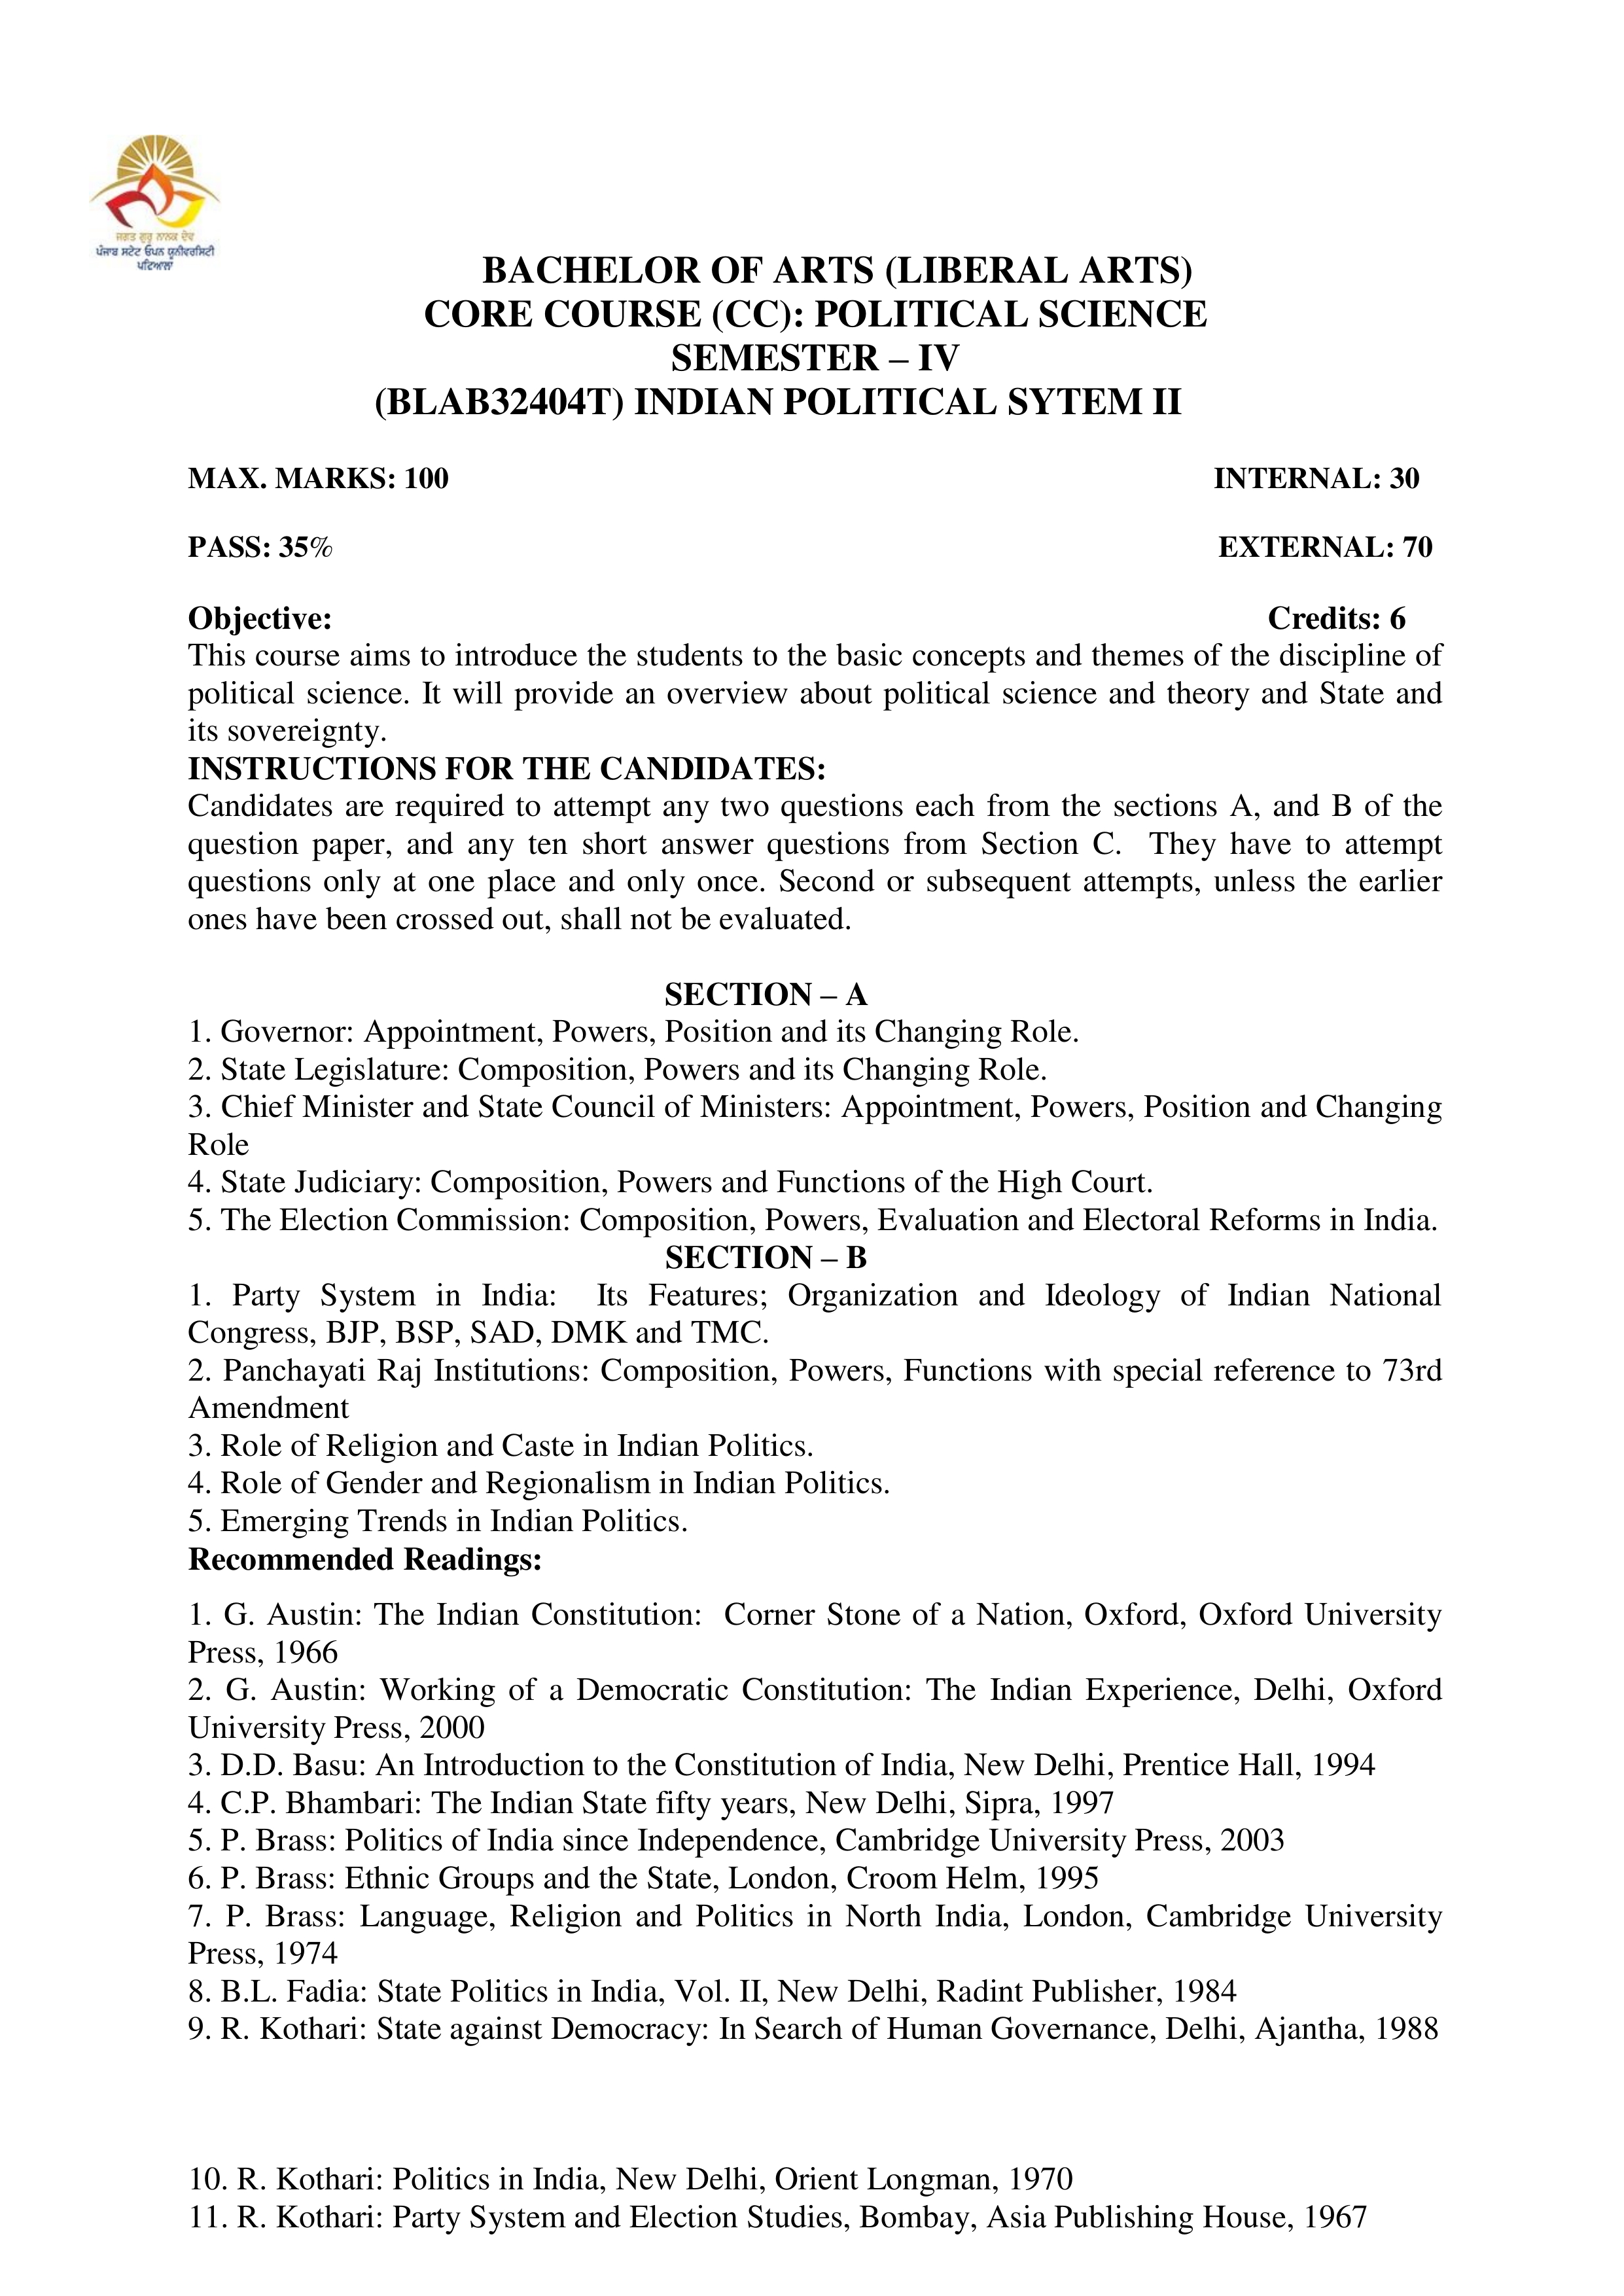 ਜਗਤ ਗੁਰੂ ਨਾਨਕ ਦੇਵ
ਪੰਜਾਬ ਸਟੇਟ ਓਪਨ ਯੂਨੀਵਰਸਿਟੀ
ਪਟਿਆਲਾ
BACHELOR OF ARTS (LIBERAL ARTS)
CORE COURSE (CC): POLITICAL SCIENCE
SEMESTER – IV
(BLAB32404T) INDIAN POLITICAL SYTEM II
MAX. MARKS: 100 INTERNAL: 30
PASS: 35% EXTERNAL: 70
Objective: Credits: 6
This course aims to introduce the students to the basic concepts and themes of the discipline of
political science. It will provide an overview about political science and theory and State and
its sovereignty.
INSTRUCTIONS FOR THE CANDIDATES:
Candidates are required to attempt any two questions each from the sections A, and B of the
question paper, and any ten short answer questions from Section C. They have to attempt
questions only at one place and only once. Second or subsequent attempts, unless the earlier
ones have been crossed out, shall not be evaluated.
SECTION – A
1. Governor: Appointment, Powers, Position and its Changing Role.
2. State Legislature: Composition, Powers and its Changing Role.
3. Chief Minister and State Council of Ministers: Appointment, Powers, Position and Changing
Role
4. State Judiciary: Composition, Powers and Functions of the High Court.
5. The Election Commission: Composition, Powers, Evaluation and Electoral Reforms in India.
SECTION – B
1. Party System in India: Its Features; Organization and Ideology of Indian National
Congress, BJP, BSP, SAD, DMK and TMC.
2. Panchayati Raj Institutions: Composition, Powers, Functions with special reference to 73rd
Amendment
3. Role of Religion and Caste in Indian Politics.
4. Role of Gender and Regionalism in Indian Politics.
5. Emerging Trends in Indian Politics.
Recommended Readings:
1. G. Austin: The Indian Constitution: Corner Stone of a Nation, Oxford, Oxford University
Press, 1966
2. G. Austin: Working of a Democratic Constitution: The Indian Experience, Delhi, Oxford
University Press, 2000
3. D.D. Basu: An Introduction to the Constitution of India, New Delhi, Prentice Hall, 1994
4. C.P. Bhambari: The Indian State fifty years, New Delhi, Sipra, 1997
5. P. Brass: Politics of India since Independence, Cambridge University Press, 2003
6. P. Brass: Ethnic Groups and the State, London, Croom Helm, 1995
7. P. Brass: Language, Religion and Politics in North India, London, Cambridge University
Press, 1974
8. B.L. Fadia: State Politics in India, Vol. II, New Delhi, Radint Publisher, 1984
9. R. Kothari: State against Democracy: In Search of Human Governance, Delhi, Ajantha, 1988
10. R. Kothari: Politics in India, New Delhi, Orient Longman, 1970
11. R. Kothari: Party System and Election Studies, Bombay, Asia Publishing House, 1967